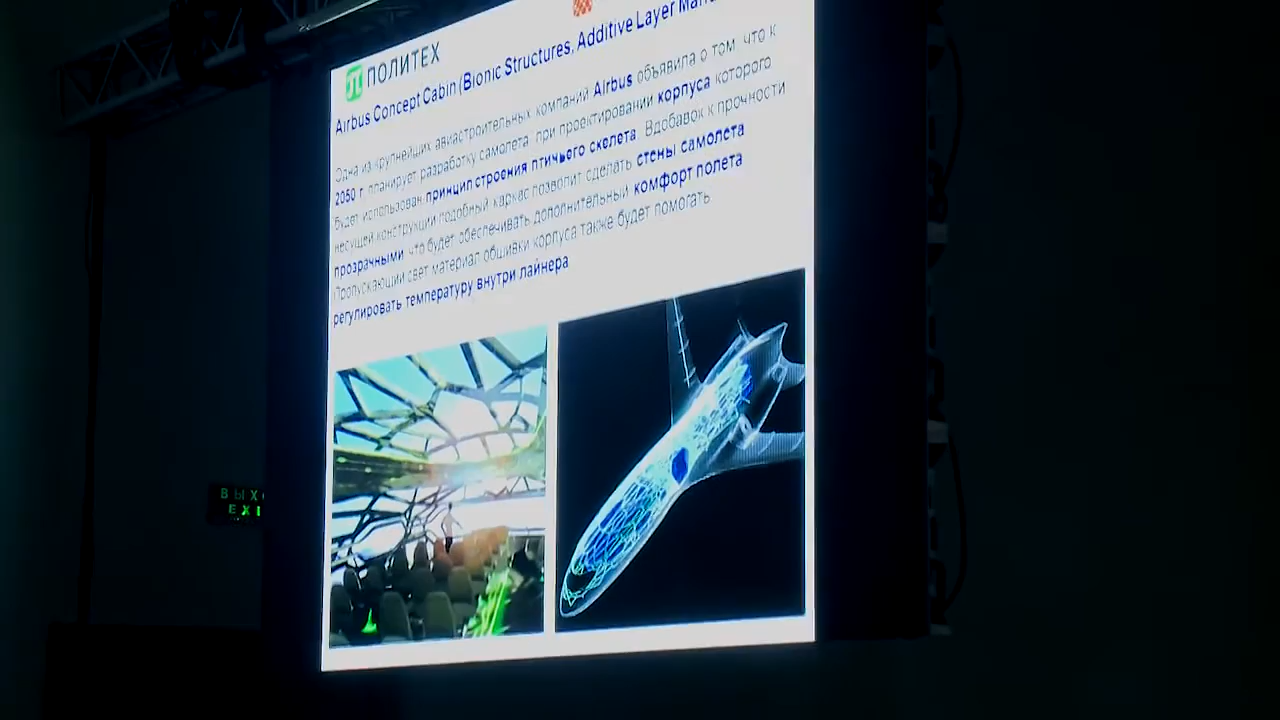 ПОЛИТЕХ
Airbus Concept Cabin (Bionic Structures, Additive Layer
Одна из крупнейших авиастроительных компаний Airbus объявила о том, что к
2050 г. планирует разработку самолета, при проектировании корпуса которого
будет использован принцип строения птичьего скелета. Вдобавок к прочности
несущей конструкции подобный каркас позволит сделать стены самолета
прозрачными, что будет обеспечивать дополнительный комфорт полета.
Пропускающий свет материал обшивки корпуса также будет помогать
регулировать температуру внутри лайнера
ВЫХ
EXI